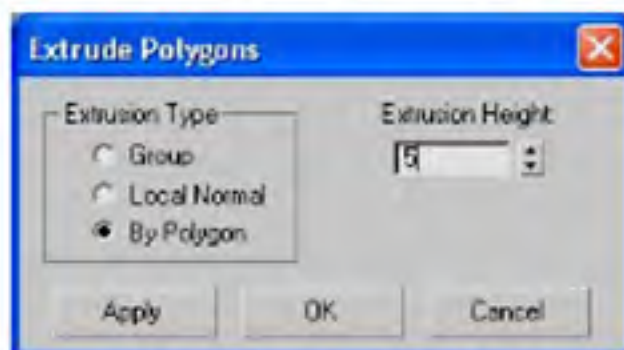 Extrude Polygons
Extrusion Type
Group
Local Normal
By Polygon
Extrusion Height:
5
Apply
OK
Cancel